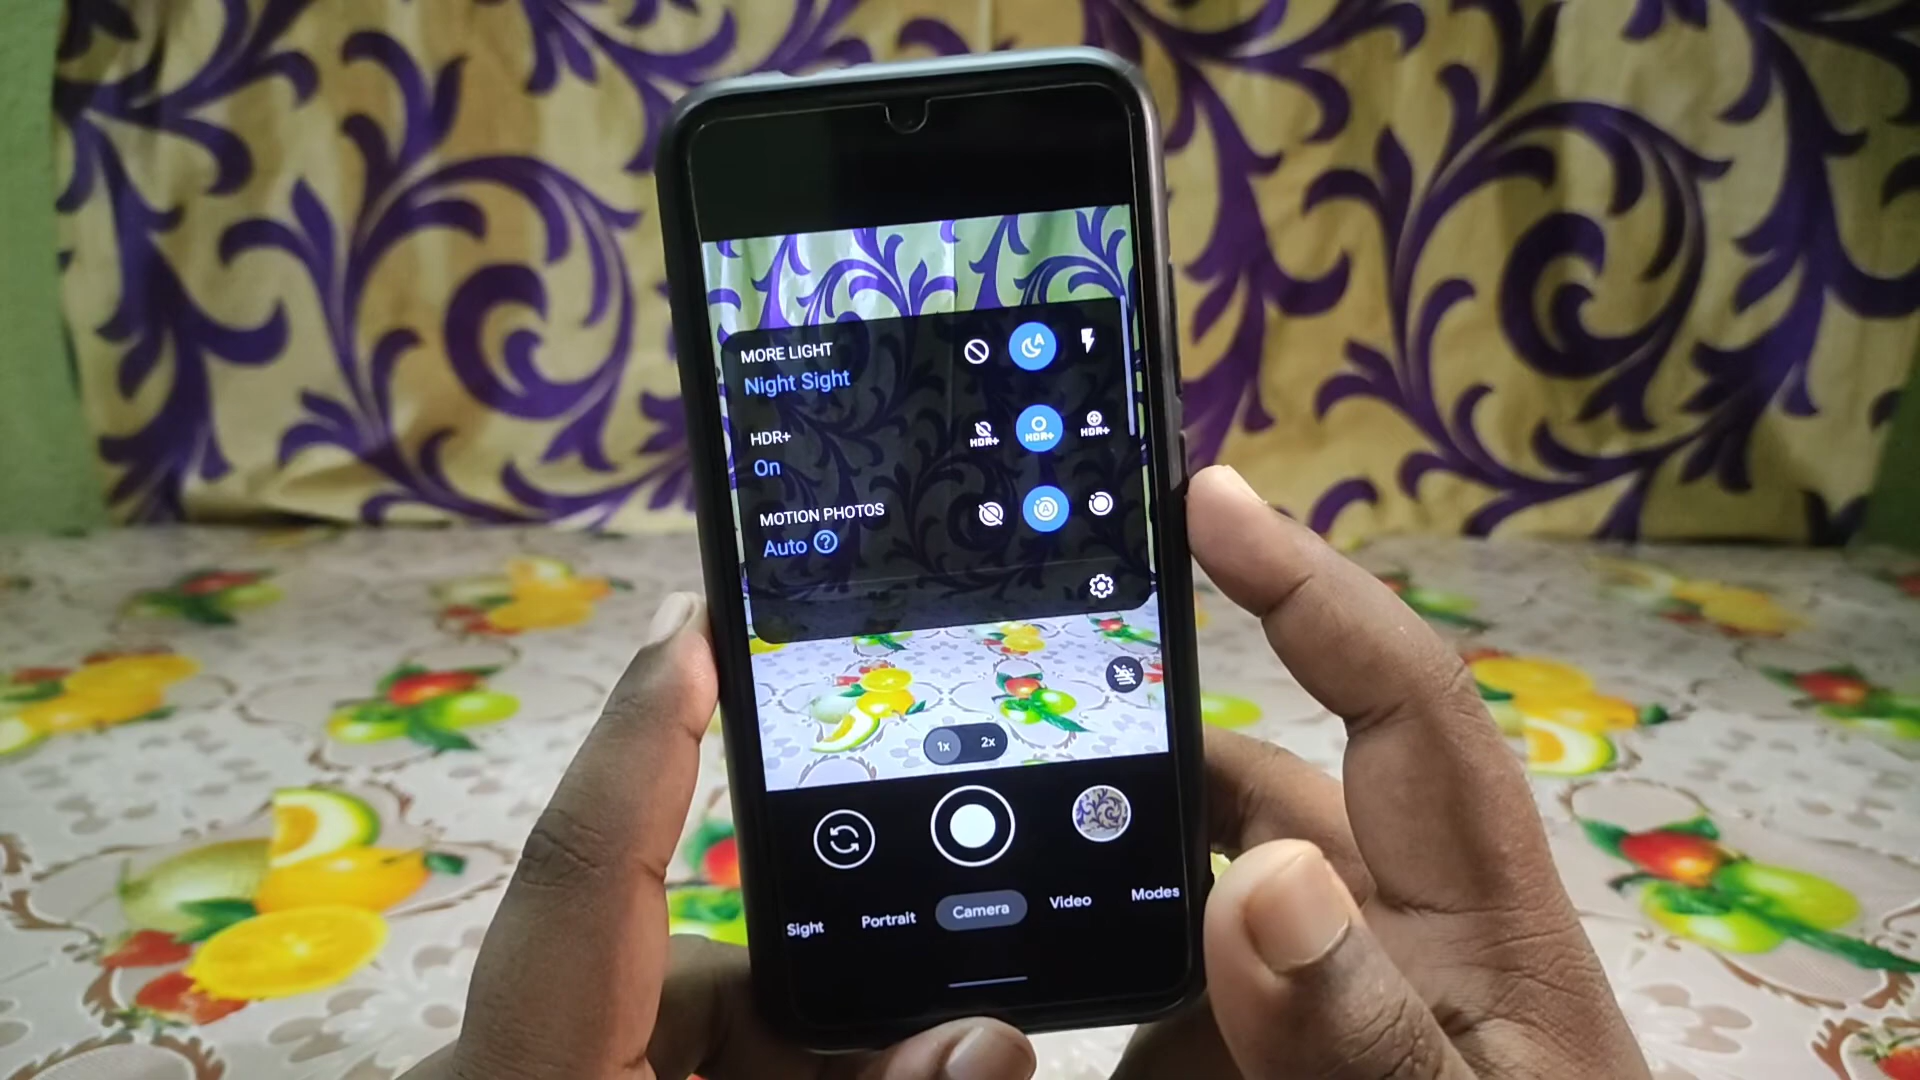 MORE LIGHT
Night Sight
HDR+
On
HDR+ HDR+ HDR+
MOTION PHOTOS
Auto ?
1x 2x
Sight Portrait Camera Video Modes